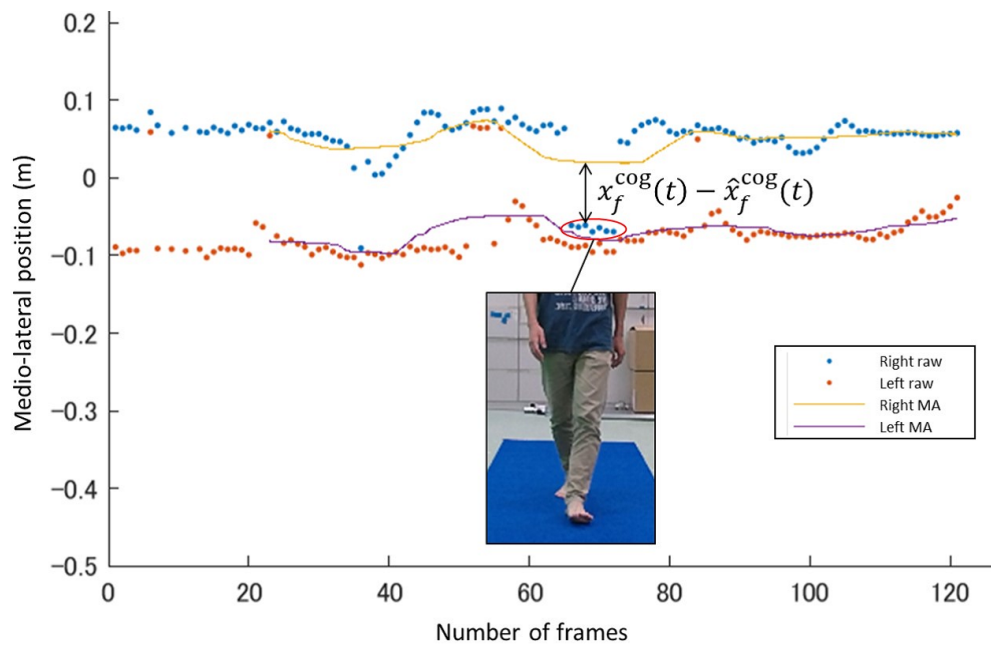 0.2
0.1
0
−0.1
−0.2
−0.3
−0.4
−0.5
Medio-lateral position (m)
0 20 40 60 80 100 120
Number of frames
x_f^cog(t) − x̂_f^cog(t)
Right raw
Left raw
Right MA
Left MA